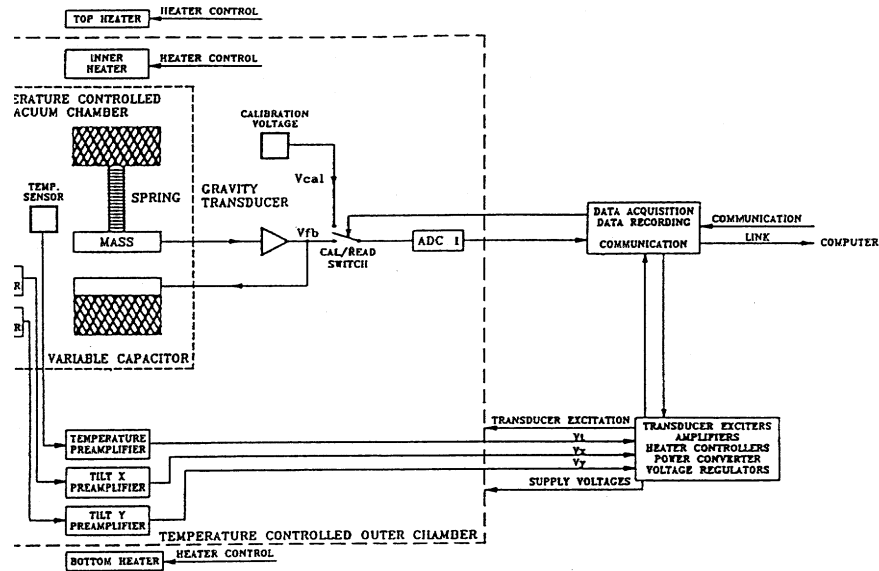 HEATER CONTROL
TOP HEATER
INNER
HEATER
HEATER CONTROL
ERATURE CONTROLLED
ACUUM CHAMBER
CALIBRATION
VOLTAGE
Vcal
TEMP.
SENSOR
SPRING
GRAVITY
TRANSDUCER
MASS
Vfb
CAL/READ
SWITCH
ADC 1
DATA ACQUISITION
DATA RECORDING
COMMUNICATION
COMMUNICATION
LINK
COMPUTER
R
R
VARIABLE CAPACITOR
TRANSDUCER EXCITATION
Vt
Vx
Vy
SUPPLY VOLTAGES
TRANSDUCER EXCITERS
AMPLIFIERS
HEATER CONTROLLERS
POWER CONVERTER
VOLTAGE REGULATORS
TEMPERATURE
PREAMPLIFIER
TILT X
PREAMPLIFIER
TILT Y
PREAMPLIFIER
TEMPERATURE CONTROLLED OUTER CHAMBER
BOTTOM HEATER
HEATER CONTROL